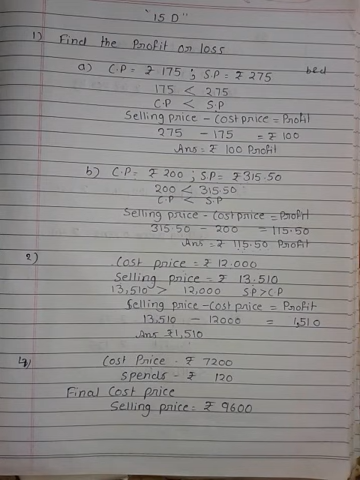 "15 D"
1) Find the Profit or loss
a) C.P = ₹ 175 ; S.P = ₹ 275
175 < 275
C.P < S.P
Selling price - Cost price = Profit
275 - 175 = ₹ 100
Ans = ₹ 100 Profit
b) C.P = ₹ 200 ; S.P = ₹ 315.50
200 < 315.50
C.P < S.P
Selling price - Cost price = Profit
315.50 - 200 = 115.50
Ans = ₹ 115.50 Profit
2) Cost price = ₹ 12.000
Selling price = ₹ 13.510
13,510 > 12,000 SP > CP
Selling price - Cost price = Profit
13,510 - 12000 = 1,510
Ans ₹1,510
4) Cost Price - ₹ 7200
Spends - ₹ 120
Final Cost price
Selling price = ₹ 9600